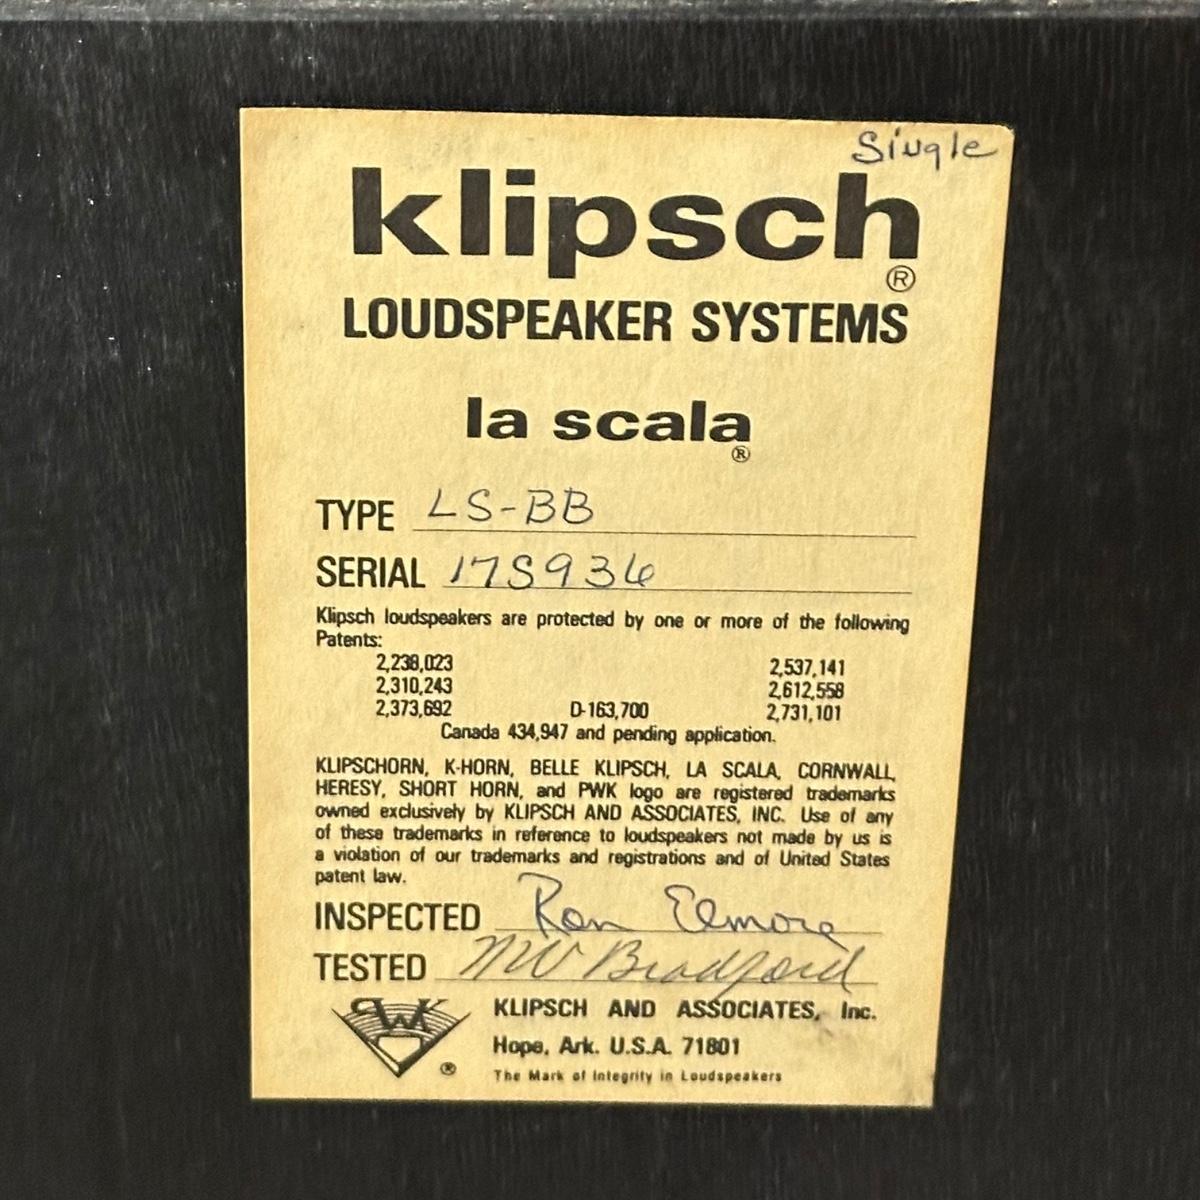 Single
klipsch®
LOUDSPEAKER SYSTEMS
la scala®
TYPE LS-BB
SERIAL 17S936
Klipsch loudspeakers are protected by one or more of the following
Patents:
2,238,023 2,537,141
2,310,243 2,612,558
2,373,692 D-163,700 2,731,101
Canada 434,947 and pending application.
KLIPSCHORN, K-HORN, BELLE KLIPSCH, LA SCALA, CORNWALL,
HERESY, SHORT HORN, and PWK logo are registered trademarks
owned exclusively by KLIPSCH AND ASSOCIATES, INC. Use of any
of these trademarks in reference to loudspeakers not made by us is
a violation of our trademarks and registrations and of United States
patent law.
INSPECTED Ron Elmore
TESTED MW Bradford
PWK®
KLIPSCH AND ASSOCIATES, Inc.
Hope, Ark. U.S.A. 71801
The Mark of Integrity in Loudspeakers